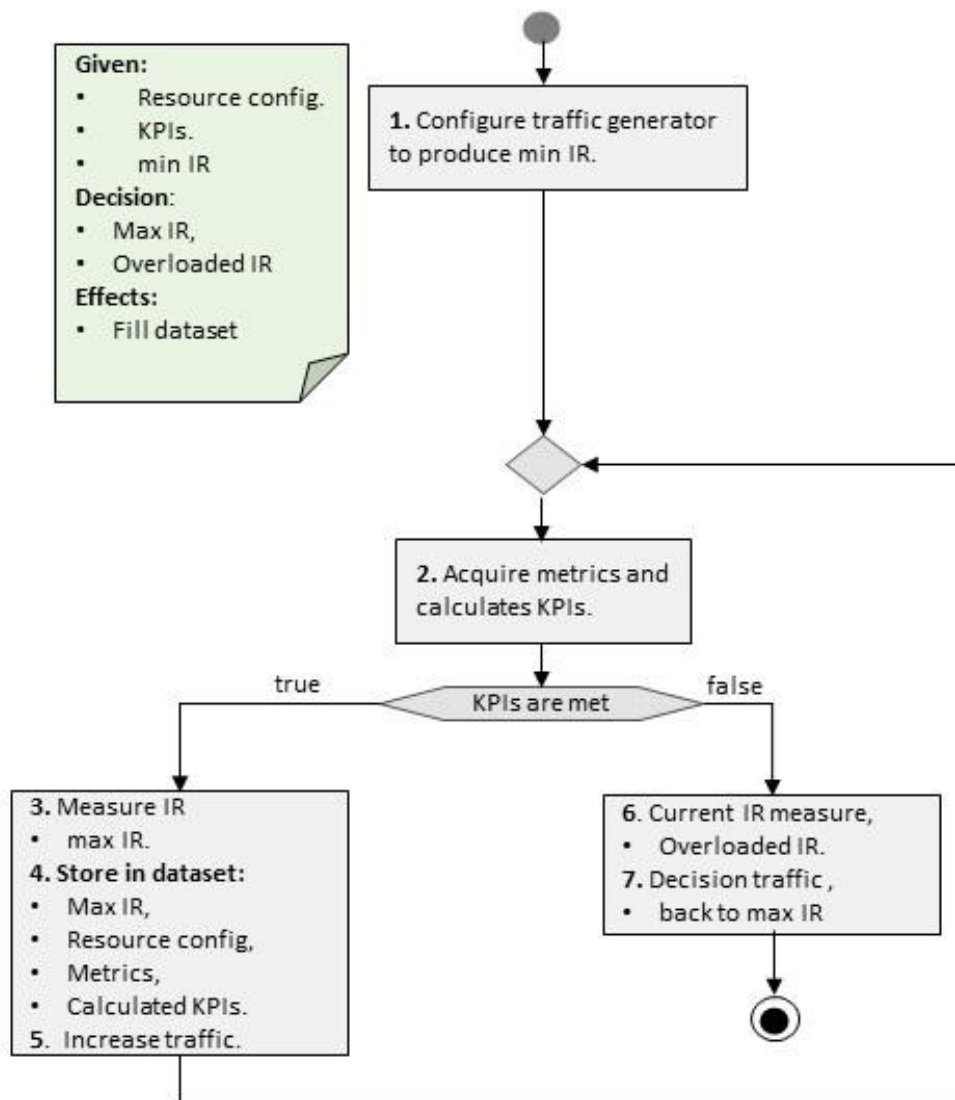 Given:
• Resource config.
• KPIs.
• min IR
Decision:
• Max IR,
• Overloaded IR
Effects:
• Fill dataset
1. Configure traffic generator
to produce min IR.
2. Acquire metrics and
calculates KPIs.
true
KPIs are met
false
3. Measure IR
• max IR.
4. Store in dataset:
• Max IR,
• Resource config,
• Metrics,
• Calculated KPIs.
5. Increase traffic.
6. Current IR measure,
• Overloaded IR.
7. Decision traffic ,
• back to max IR